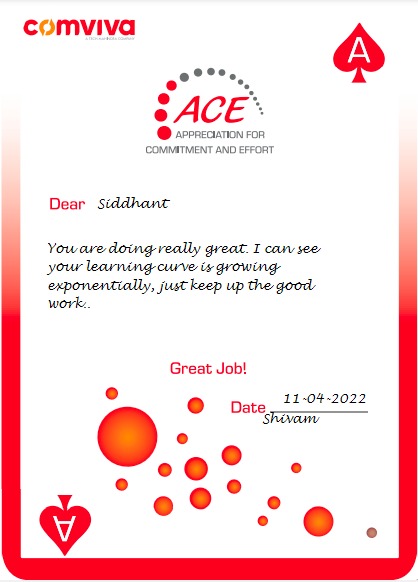 comviva
A
ACE
APPRECIATION FOR
COMMITMENT AND EFFORT
Dear Siddhant
You are doing really great. I can see
your learning curve is growing
exponentially, just keep up the good
work..
Great Job!
Date 11-04-2022
Shivam
A